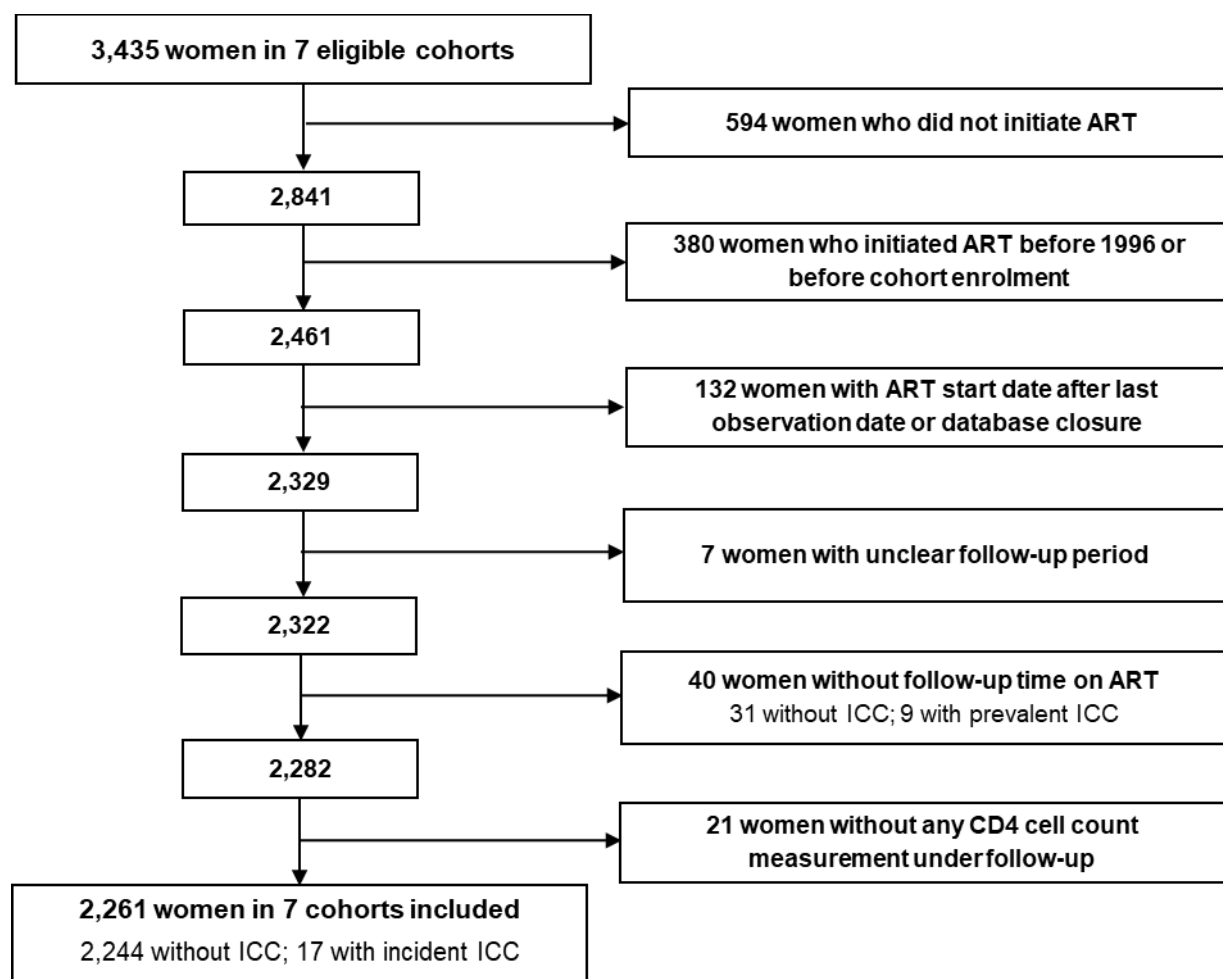 3,435 women in 7 eligible cohorts
594 women who did not initiate ART
2,841
380 women who initiated ART before 1996 or
before cohort enrolment
2,461
132 women with ART start date after last
observation date or database closure
2,329
7 women with unclear follow-up period
2,322
40 women without follow-up time on ART
31 without ICC; 9 with prevalent ICC
2,282
21 women without any CD4 cell count
measurement under follow-up
2,261 women in 7 cohorts included
2,244 without ICC; 17 with incident ICC